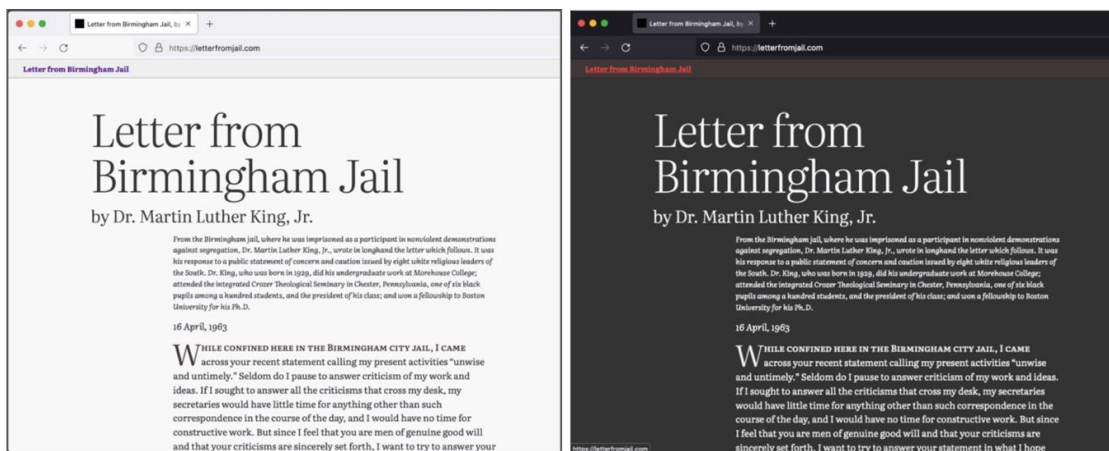 Letter from Birmingham Jail, by
https://letterfromjail.com
Letter from Birmingham Jail
Letter from
Birmingham Jail
by Dr. Martin Luther King, Jr.
From the Birmingham jail, where he was imprisoned as a participant in nonviolent demonstrations
against segregation, Dr. Martin Luther King, Jr., wrote in longhand the letter which follows. It was
his response to a public statement of concern and caution issued by eight white religious leaders of
the South. Dr. King, who was born in 1929, did his undergraduate work at Morehouse College;
attended the integrated Crozer Theological Seminary in Chester, Pennsylvania, one of six black
pupils among a hundred students, and the president of his class; and won a fellowship to Boston
University for his Ph.D.
16 April, 1963
WHILE CONFINED HERE IN THE BIRMINGHAM CITY JAIL, I CAME
across your recent statement calling my present activities “unwise
and untimely.” Seldom do I pause to answer criticism of my work and
ideas. If I sought to answer all the criticisms that cross my desk, my
secretaries would have little time for anything other than such
correspondence in the course of the day, and I would have no time for
constructive work. But since I feel that you are men of genuine good will
and that your criticisms are sincerely set forth, I want to try to answer your
Letter from Birmingham Jail, by
https://letterfromjail.com
Letter from Birmingham Jail
Letter from
Birmingham Jail
by Dr. Martin Luther King, Jr.
From the Birmingham jail, where he was imprisoned as a participant in nonviolent demonstrations
against segregation, Dr. Martin Luther King, Jr., wrote in longhand the letter which follows. It was
his response to a public statement of concern and caution issued by eight white religious leaders of
the South. Dr. King, who was born in 1929, did his undergraduate work at Morehouse College;
attended the integrated Crozer Theological Seminary in Chester, Pennsylvania, one of six black
pupils among a hundred students, and the president of his class; and won a fellowship to Boston
University for his Ph.D.
16 April, 1963
WHILE CONFINED HERE IN THE BIRMINGHAM CITY JAIL, I CAME
across your recent statement calling my present activities “unwise
and untimely.” Seldom do I pause to answer criticism of my work and ideas.
If I sought to answer all the criticisms that cross my desk, my secretaries
would have little time for anything other than such correspondence in the
course of the day, and I would have no time for constructive work. But since
I feel that you are men of genuine good will and that your criticisms are
sincerely set forth, I want to try to answer your statement in what I hope
https://letterfromjail.com